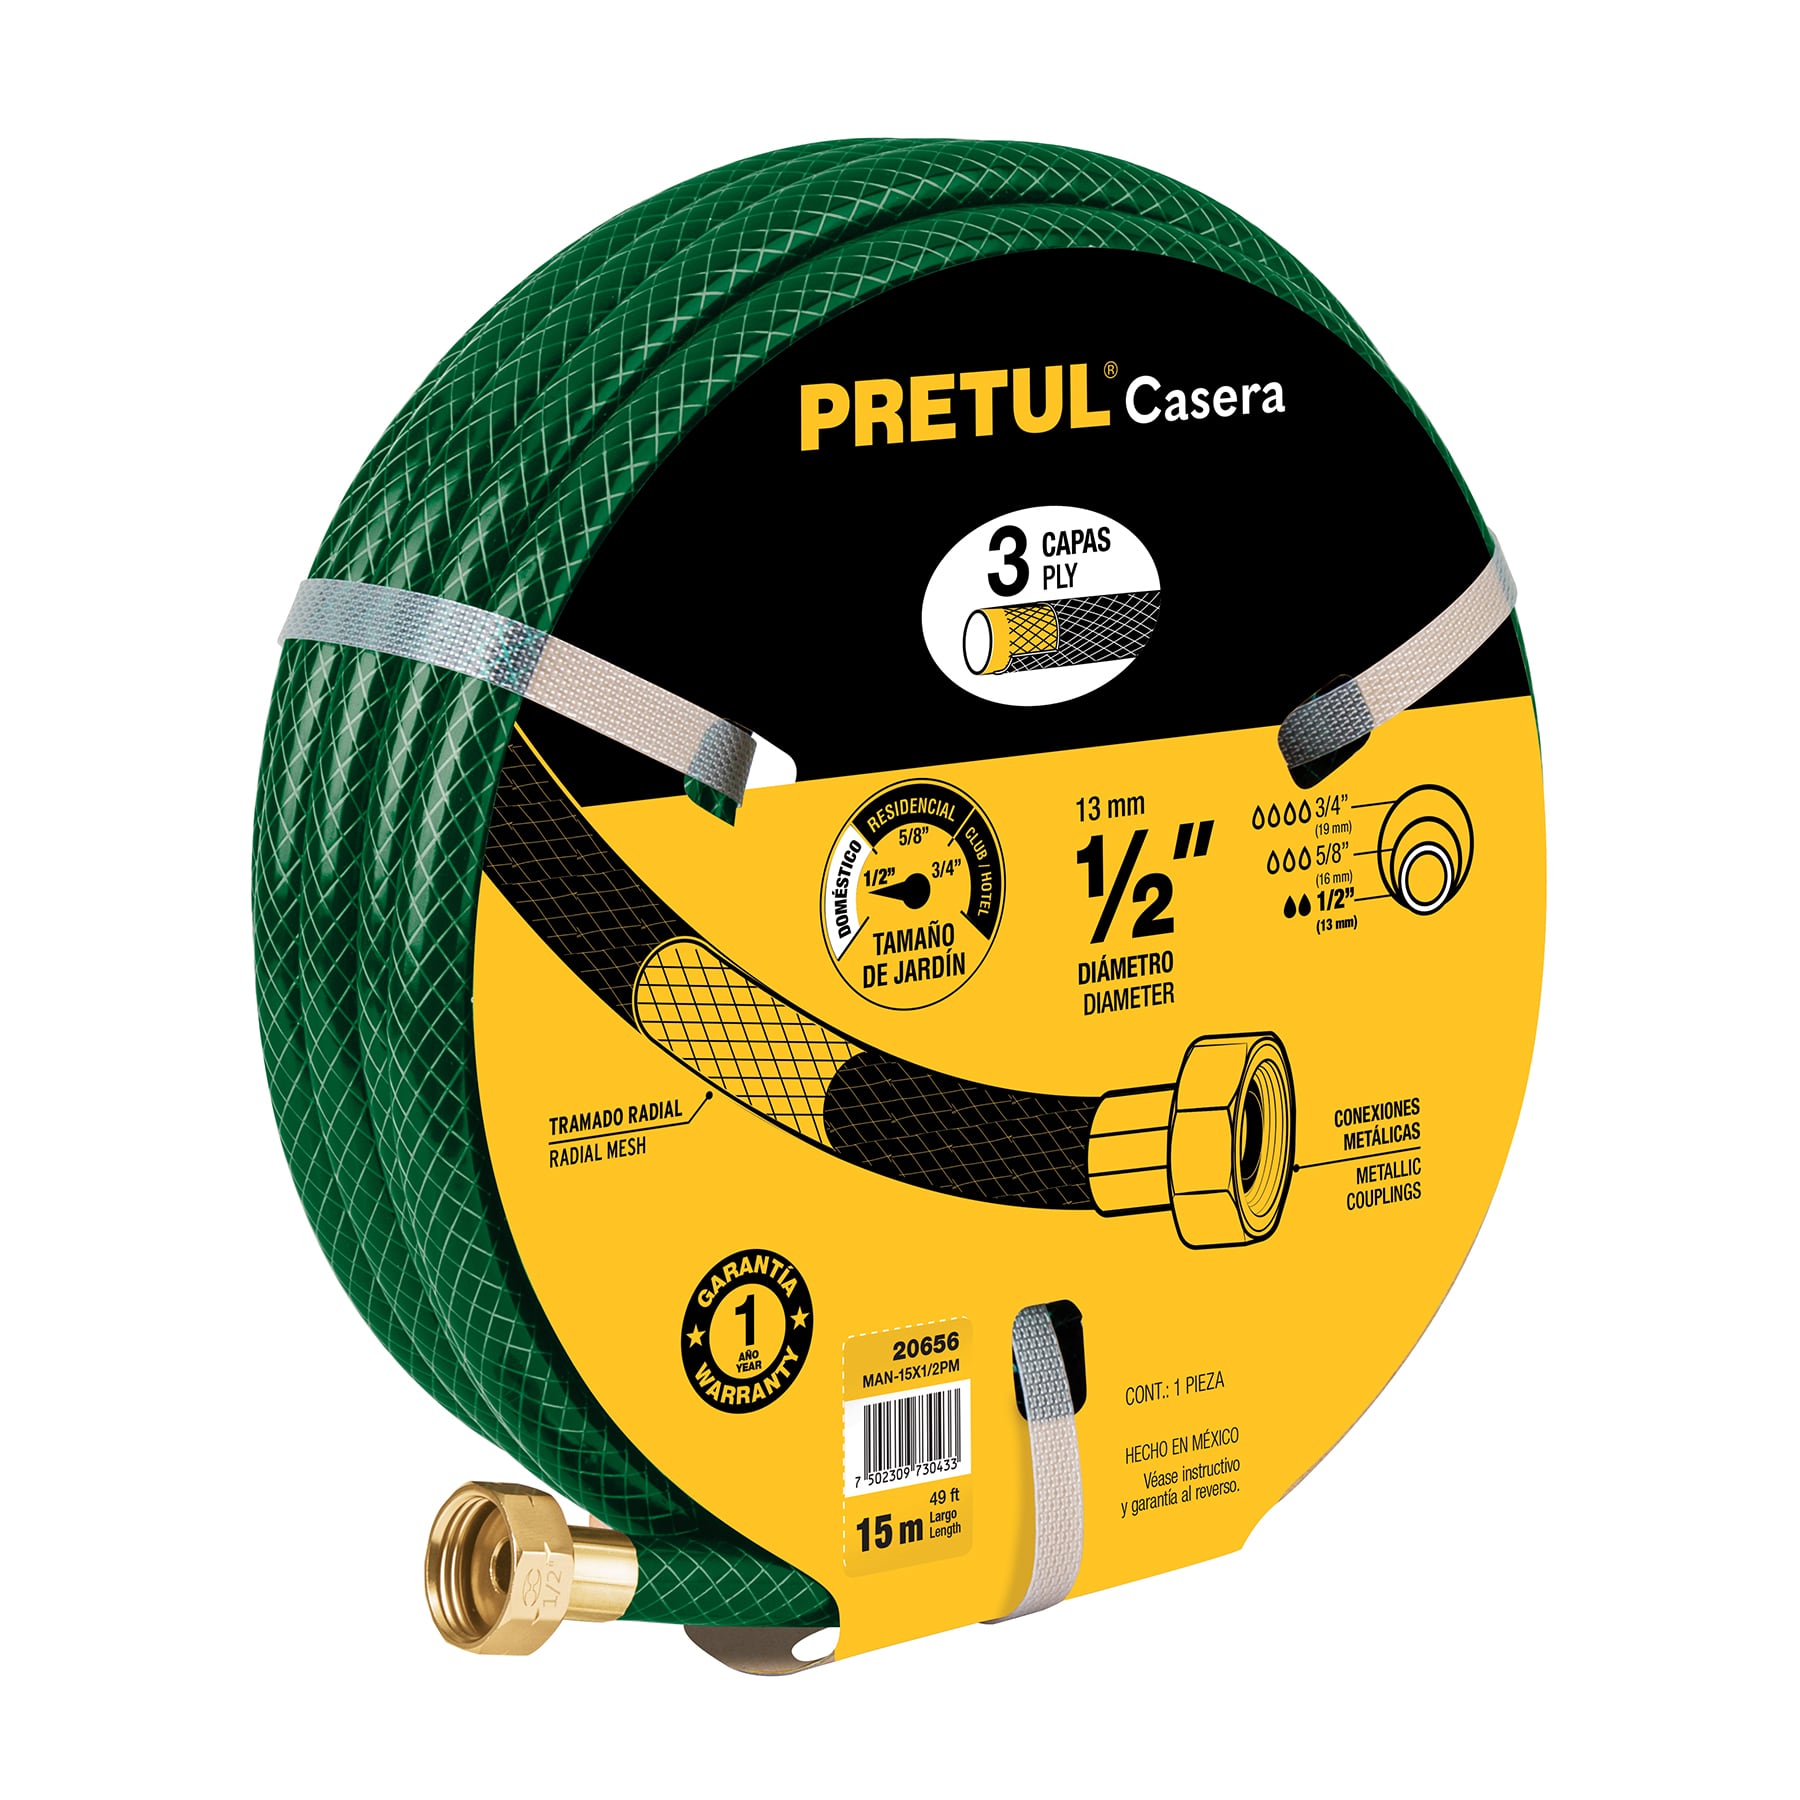 PRETUL® Casera
3 CAPAS
PLY
RESIDENCIAL
DOMÉSTICO
CLUB / HOTEL
5/8"
1/2"
3/4"
TAMAÑO
DE JARDÍN
13 mm
1/2"
DIÁMETRO
DIAMETER
3/4"
(19 mm)
5/8"
(16 mm)
1/2"
(13 mm)
TRAMADO RADIAL
RADIAL MESH
CONEXIONES
METÁLICAS
METALLIC
COUPLINGS
GARANTÍA
1
AÑO
YEAR
WARRANTY
20656
MAN-15X1/2PM
7 502309 730433
49 ft
15 m Largo
Length
CONT.: 1 PIEZA
HECHO EN MÉXICO
Véase instructivo
y garantía al reverso.
1/2"